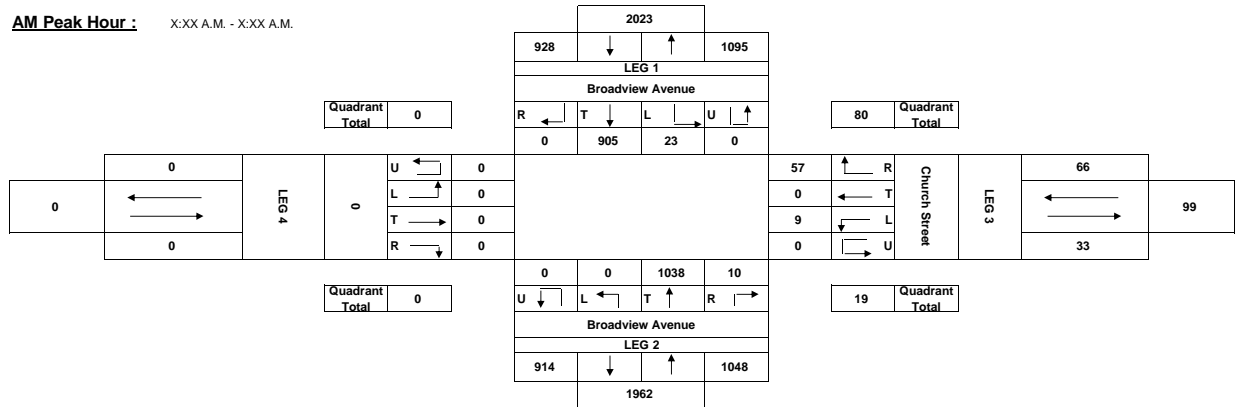 AM Peak Hour : X:XX A.M. - X:XX A.M.
2023
928 1095
LEG 1
Broadview Avenue
Quadrant Total 0
R T L U
80 Quadrant Total
0 905 23 0
0 U 0 57 R 66
0 LEG 4 0 L 0 0 T Church Street LEG 3 99
T 0 9 L
0 R 0 0 U 33
0 0 1038 10
Quadrant Total 0
U L T R
19 Quadrant Total
Broadview Avenue
LEG 2
914 1048
1962